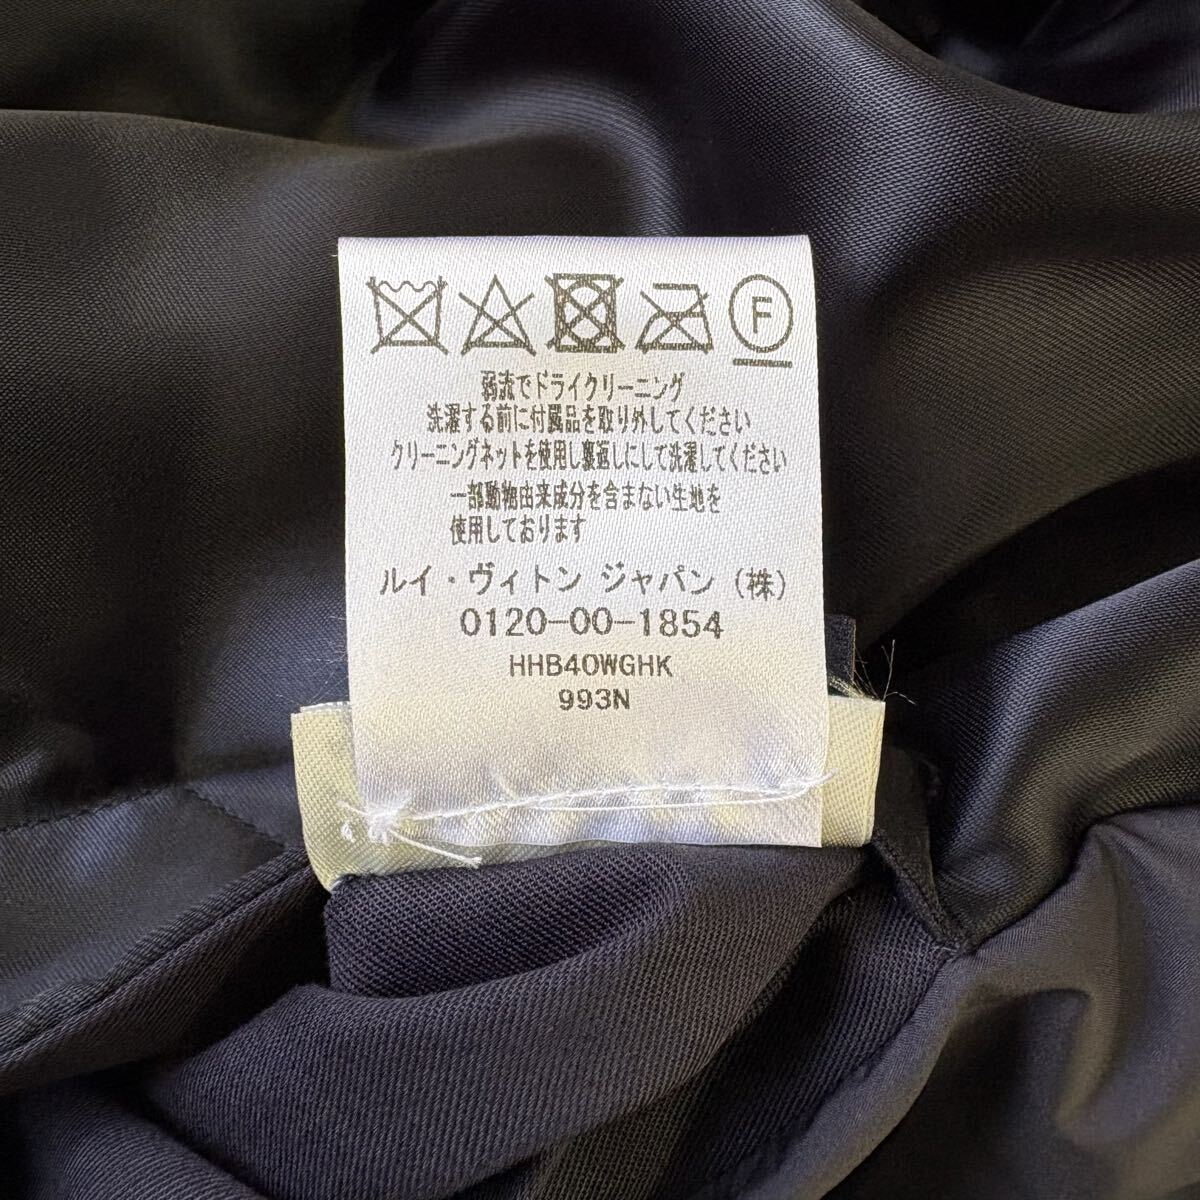 F
弱流でドライクリーニング
洗濯する前に付属品を取り外してください
クリーニングネットを使用し裏返しにして洗濯してください
一部動物由来成分を含まない生地を
使用しております
ルイ・ヴィトン ジャパン (株)
0120-00-1854
HHB40WGHK
993N